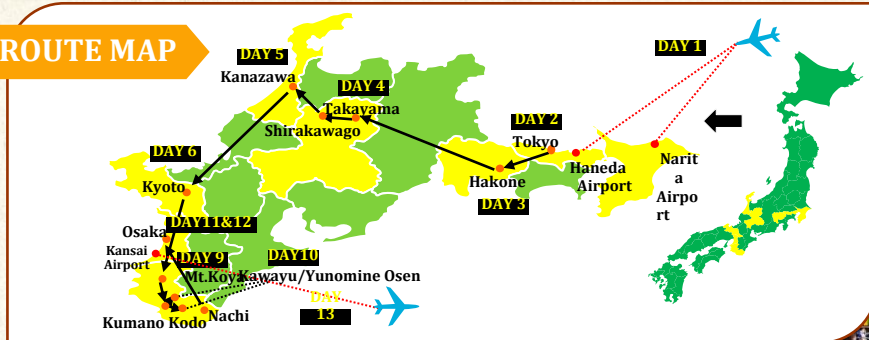 ROUTE MAP
DAY 1
DAY 5
Kanazawa
DAY 4
Takayama
Shirakawago
DAY 2
Tokyo
Haneda
Airport
Narit
a
Airpo
rt
Hakone
DAY 3
DAY 6
Kyoto
DAY11&12
Osaka
Kansai
Airport
DAY 9
DAY10
Mt.Koya
Kawayu/Yunomine Osen
DAY
13
Kumano Kodo
Nachi